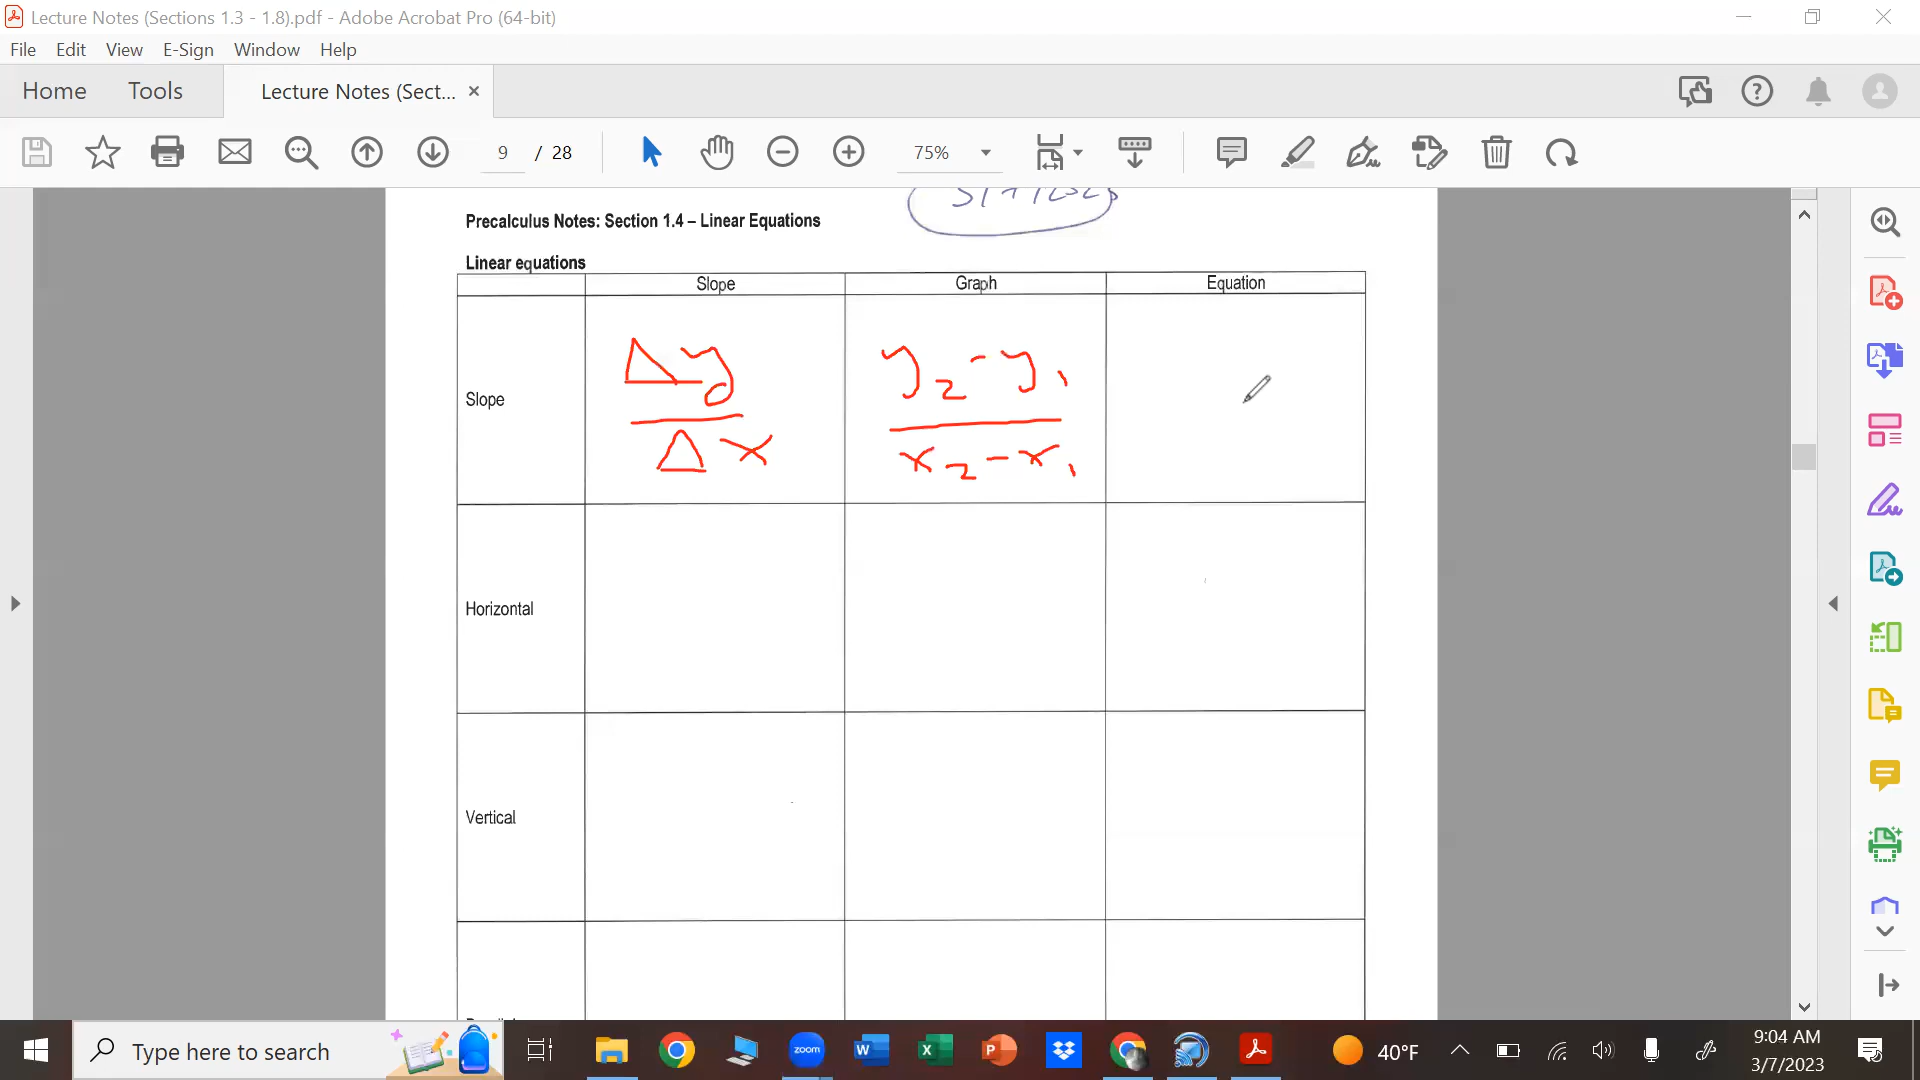 Lecture Notes (Sections 1.3 - 1.8).pdf - Adobe Acrobat Pro (64-bit)
File Edit View E-Sign Window Help
Home Tools Lecture Notes (Sect... ×
9 / 28 75%
Precalculus Notes: Section 1.4 – Linear Equations
Linear equations
Slope Graph Equation
Slope
Δy
Δx
y₂ - y₁
x₂ - x₁
Horizontal
Vertical
Type here to search
zoom
40°F
9:04 AM
3/7/2023